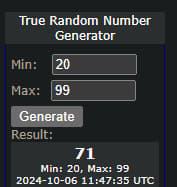 True Random Number
Generator
Min: 20
Max: 99
Generate
Result:
71
Min: 20, Max: 99
2024-10-06 11:47:35 UTC